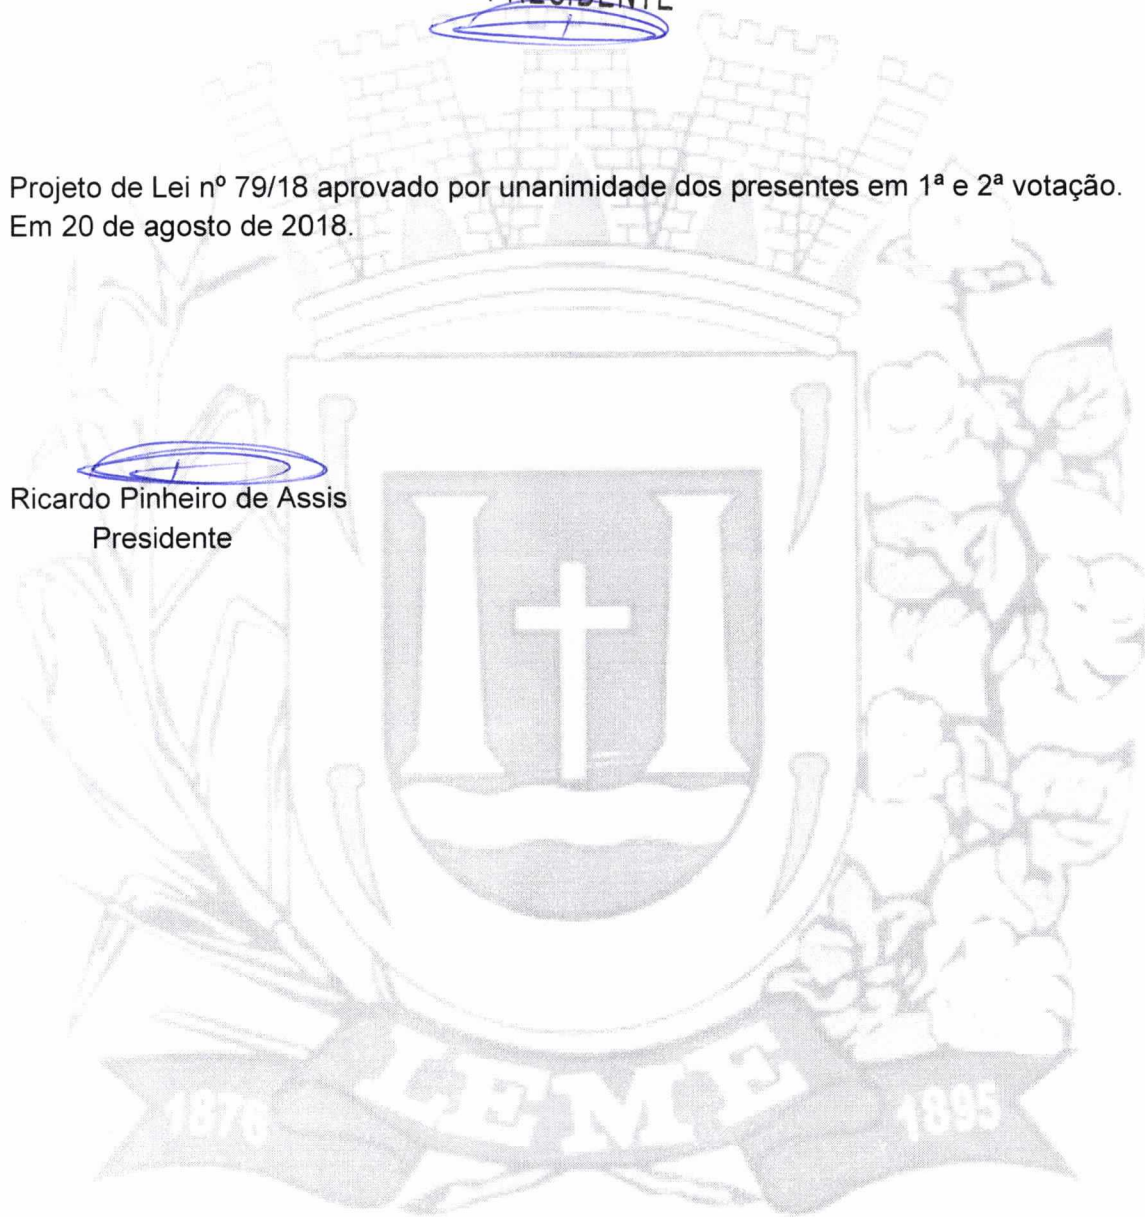 PRESIDENTE
Projeto de Lei nº 79/18 aprovado por unanimidade dos presentes em 1ª e 2ª votação.
Em 20 de agosto de 2018.
Ricardo Pinheiro de Assis
Presidente
LEME
1876
1895